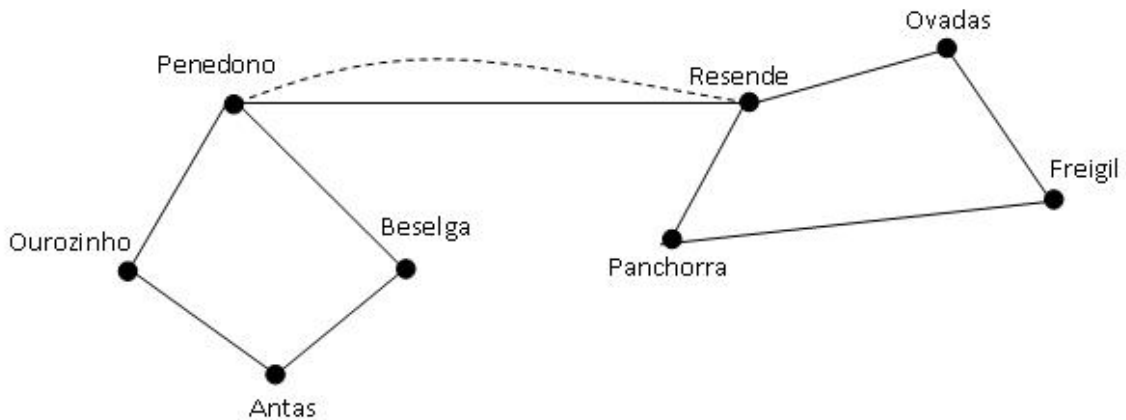 Ovadas
Penedono
Resende
Freigil
Ourozinho
Beselga
Panchorra
Antas